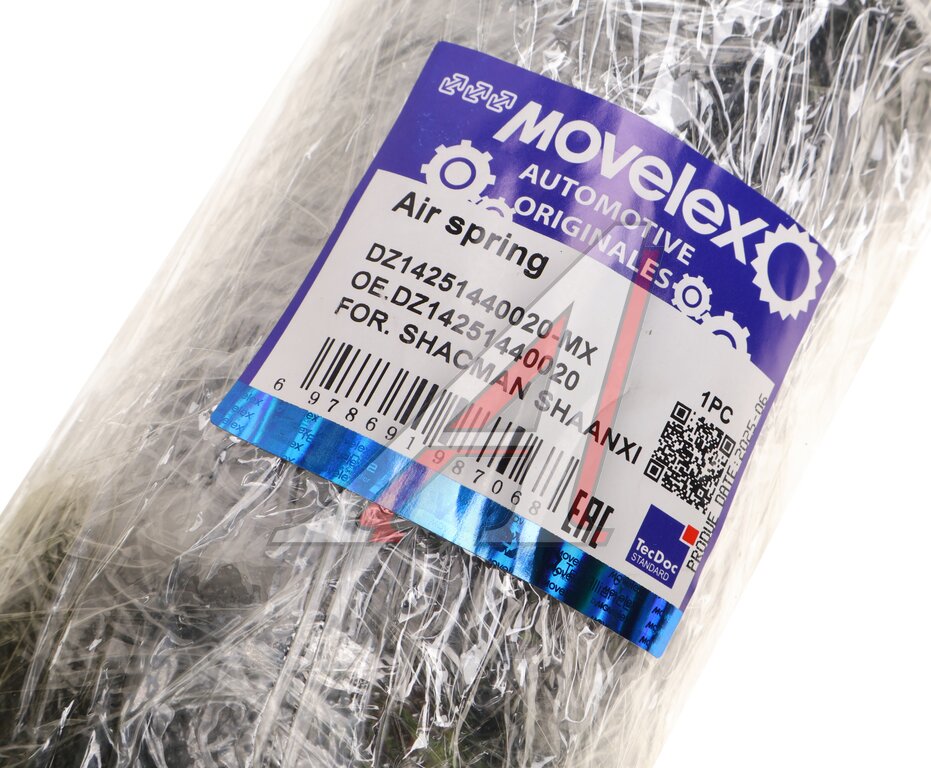 MOVELEX
AUTOMOTIVE
ORIGINALES
Air spring
DZ14251440020-MX
OE.DZ14251440020
FOR. SHACMAN SHAANXI
6 978691 987068
1PC
PRODUE DATE: 2025-06
EAC
TecDoc
STANDARD